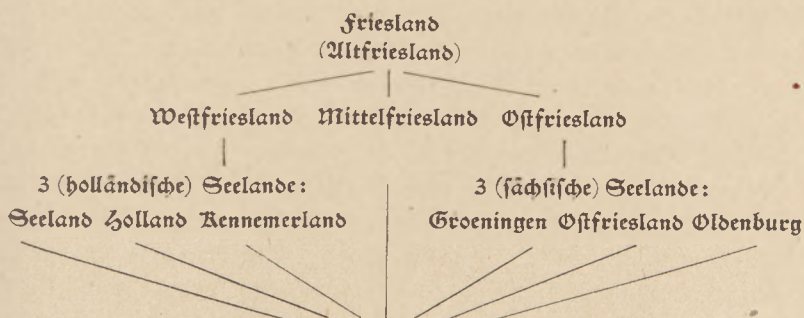 Friesland
(Altfriesland)
Westfriesland Mittelfriesland Ostfriesland
3 (holländische) Seelande:
3 (sächsische) Seelande:
Seeland Holland Kennemerland
Groeningen Ostfriesland Oldenburg